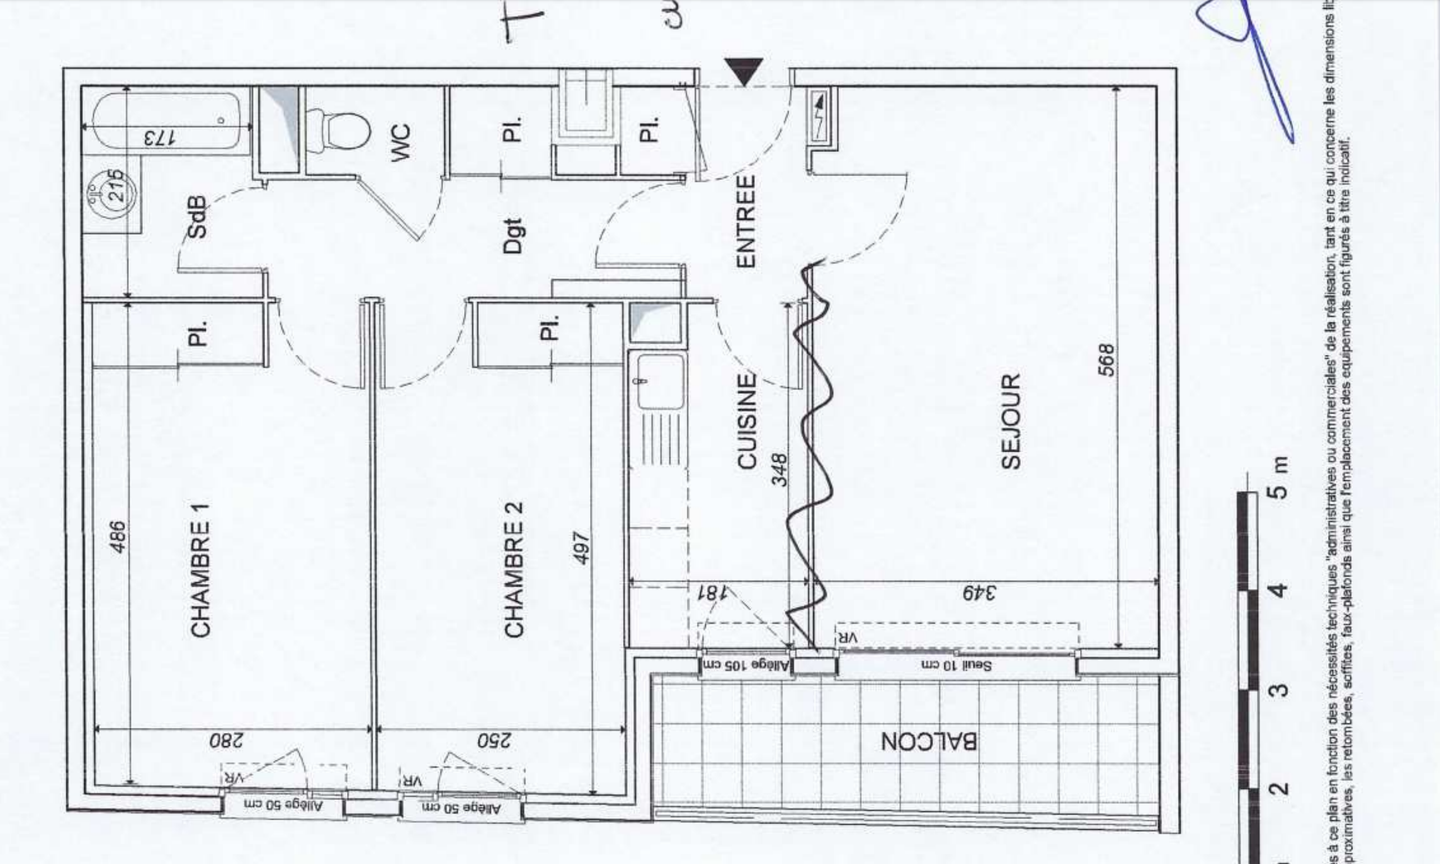 173
215
SdB
WC
Pl.
Pl.
Dgt
ENTREE
Pl.
Pl.
CUISINE
348
SEJOUR
568
486
CHAMBRE 1
CHAMBRE 2
497
181
349
VR
Allège 105 cm
Seuil 10 cm
280
250
BALCON
VR
VR
Allège 50 cm
Allège 50 cm
5 m
4
3
2
à ce plan en fonction des nécessités techniques "administratives ou commerciales" de la réalisation, tant en ce qui concerne les dimensions
les retombées, soffites, faux-plafonds ainsi que l'emplacement des équipements sont figurés à titre indicatif.